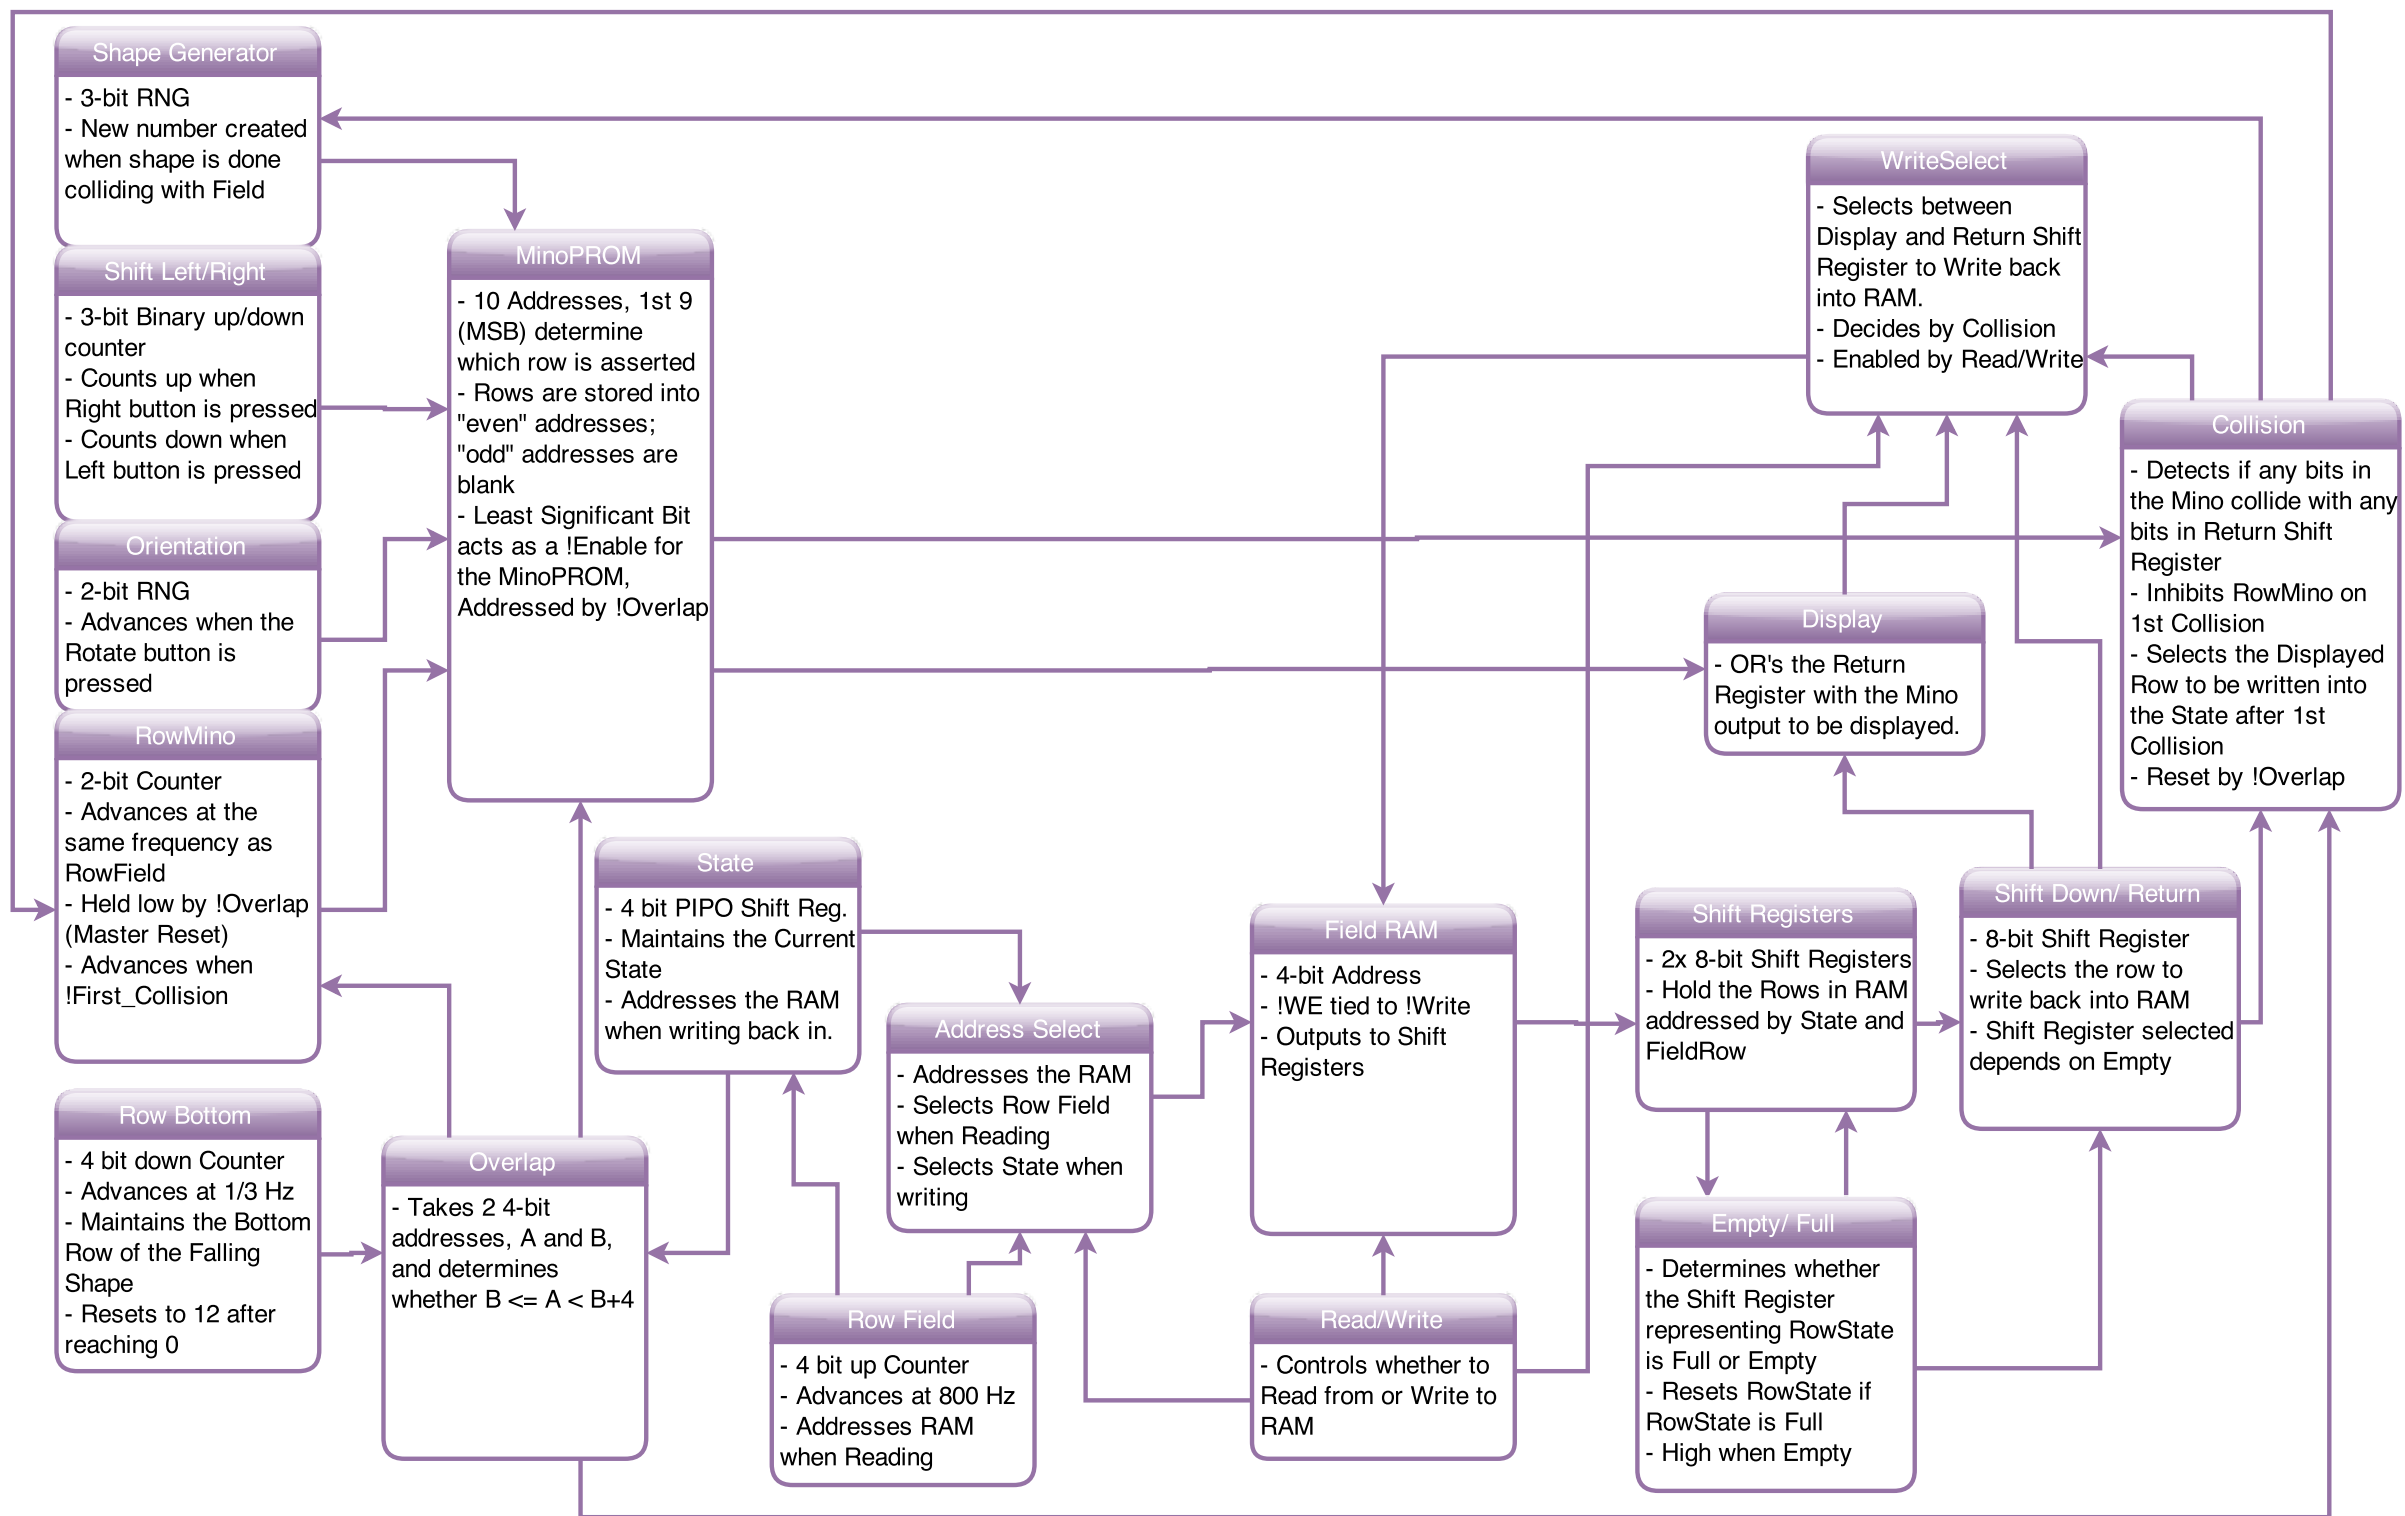 Shape Generator
- 3-bit RNG
- New number created
when shape is done
colliding with Field
Shift Left/Right
- 3-bit Binary up/down
counter
- Counts up when
Right button is pressed
- Counts down when
Left button is pressed
Orientation
- 2-bit RNG
- Advances when the
Rotate button is
pressed
RowMino
- 2-bit Counter
- Advances at the
same frequency as
RowField
- Held low by !Overlap
(Master Reset)
- Advances when
!First_Collision
Row Bottom
- 4 bit down Counter
- Advances at 1/3 Hz
- Maintains the Bottom
Row of the Falling
Shape
- Resets to 12 after
reaching 0
MinoPROM
- 10 Addresses, 1st 9
(MSB) determine
which row is asserted
- Rows are stored into
"even" addresses;
"odd" addresses are
blank
- Least Significant Bit
acts as a !Enable for
the MinoPROM,
Addressed by !Overlap
Overlap
- Takes 2 4-bit
addresses, A and B,
and determines
whether B <= A < B+4
State
- 4 bit PIPO Shift Reg.
- Maintains the Current
State
- Addresses the RAM
when writing back in.
Row Field
- 4 bit up Counter
- Advances at 800 Hz
- Addresses RAM
when Reading
Address Select
- Addresses the RAM
- Selects Row Field
when Reading
- Selects State when
writing
Field RAM
- 4-bit Address
- !WE tied to !Write
- Outputs to Shift
Registers
Read/Write
- Controls whether to
Read from or Write to
RAM
Shift Registers
- 2x 8-bit Shift Registers
- Hold the Rows in RAM
addressed by State and
FieldRow
Empty/ Full
- Determines whether
the Shift Register
representing RowState
is Full or Empty
- Resets RowState if
RowState is Full
- High when Empty
Shift Down/ Return
- 8-bit Shift Register
- Selects the row to
write back into RAM
- Shift Register selected
depends on Empty
Display
- OR's the Return
Register with the Mino
output to be displayed.
WriteSelect
- Selects between
Display and Return Shift
Register to Write back
into RAM.
- Decides by Collision
- Enabled by Read/Write
Collision
- Detects if any bits in
the Mino collide with any
bits in Return Shift
Register
- Inhibits RowMino on
1st Collision
- Selects the Displayed
Row to be written into
the State after 1st
Collision
- Reset by !Overlap